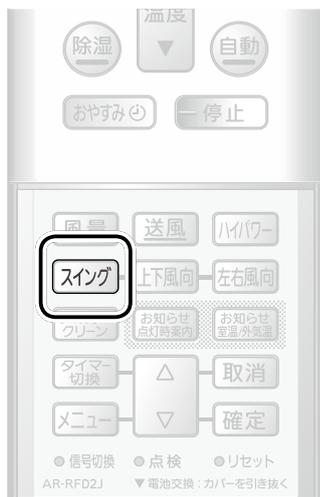 温度
除湿
▼
自動
おやすみ
停止
風量
送風
ハイパワー
スイング
上下風向
左右風向
クリーン
お知らせ
点灯時案内
お知らせ
室温/外気温
タイマー
切換
△
取消
メニュー
▽
確定
信号切換
点検
リセット
AR-RFD2J
▼電池交換：カバーを引き抜く